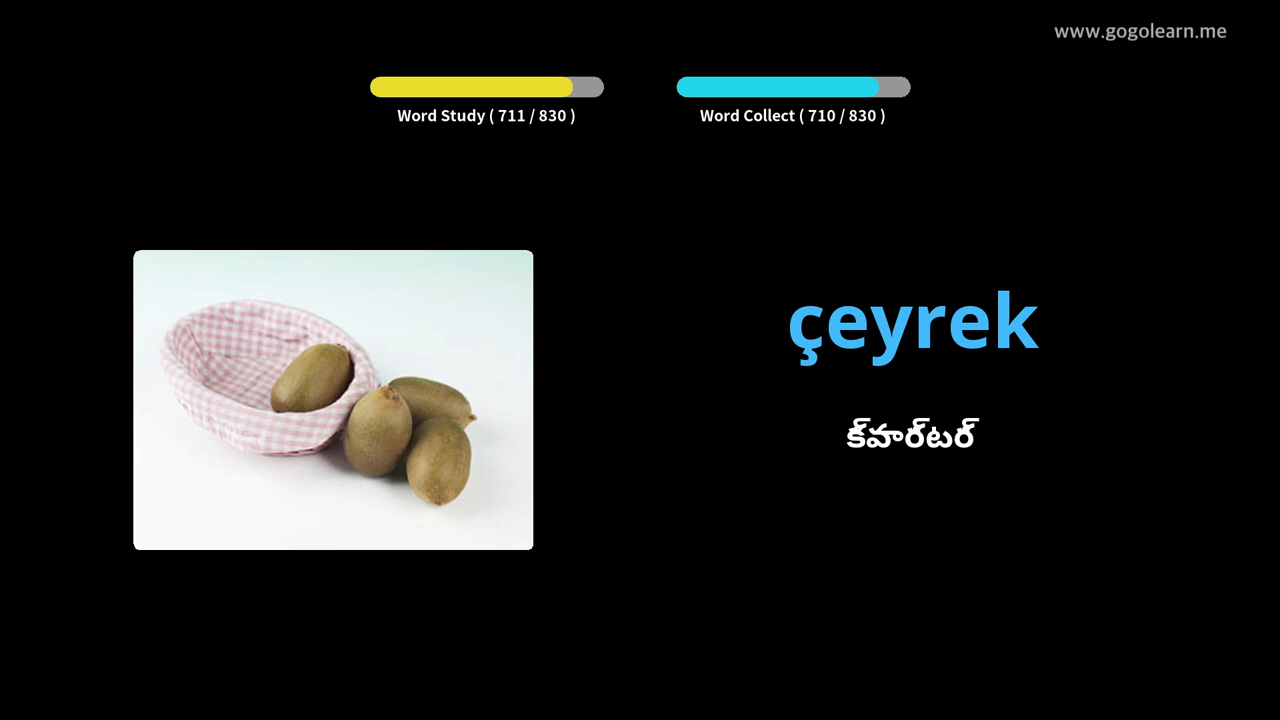 www.gogolearn.me
Word Study ( 711 / 830 )
Word Collect ( 710 / 830 )
çeyrek
క్‌వార్‌టర్